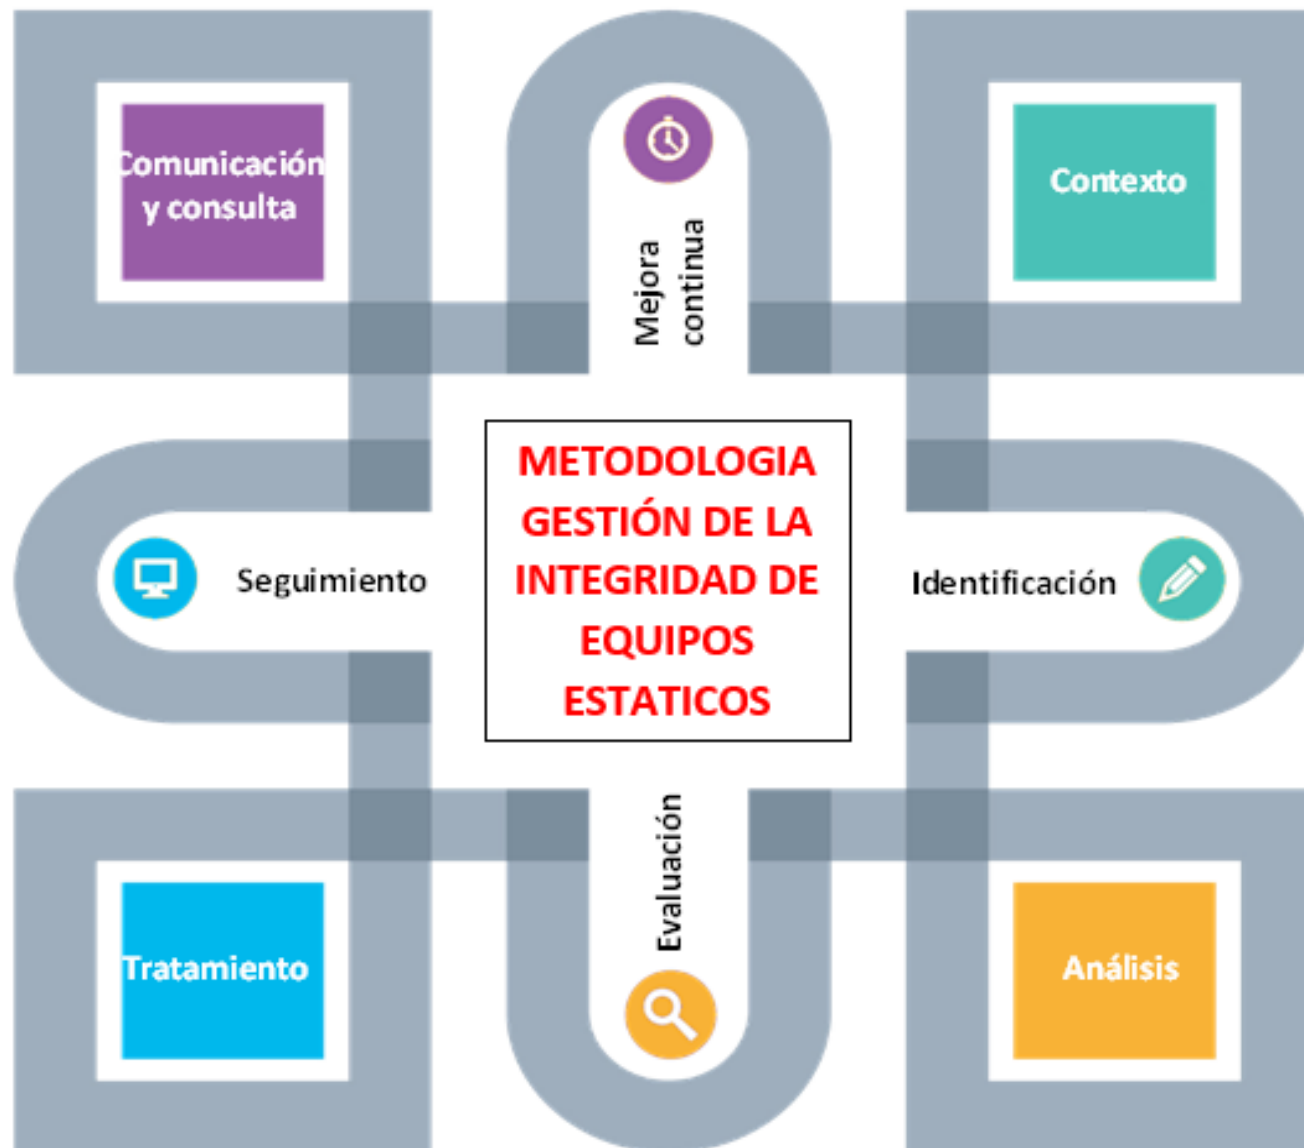 Comunicación
y consulta
Mejora
continua
Contexto
Seguimiento
METODOLOGIA
GESTIÓN DE LA
INTEGRIDAD DE
EQUIPOS
ESTATICOS
Identificación
Tratamiento
Evaluación
Análisis